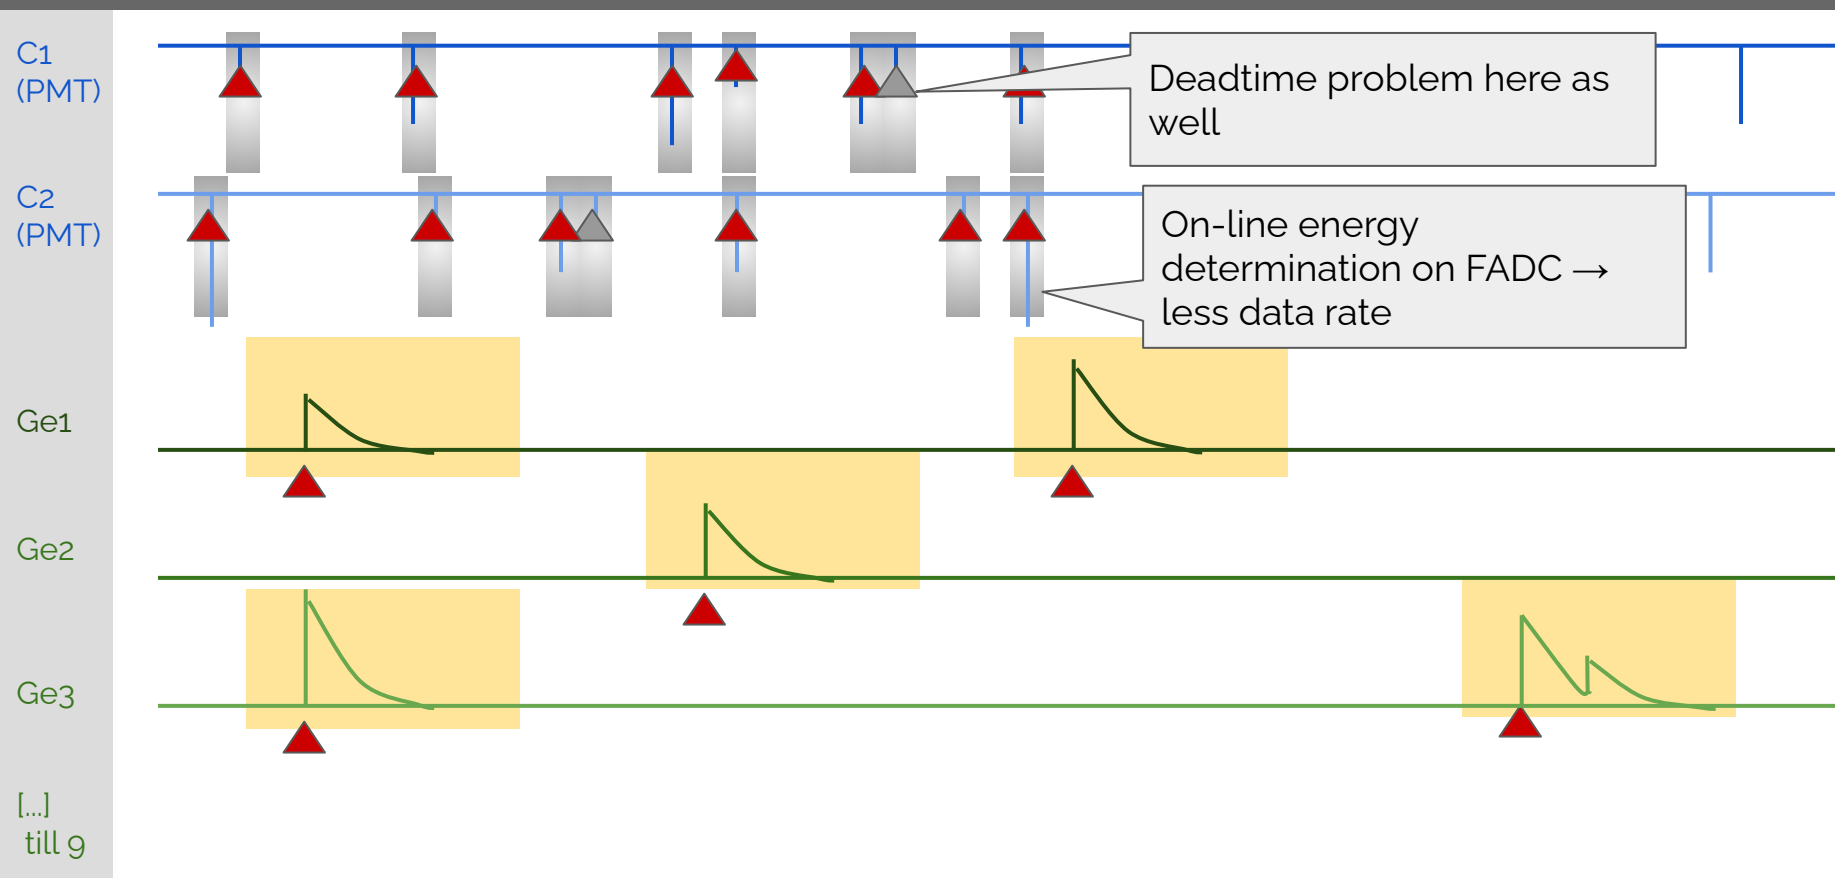 C1
(PMT)
Deadtime problem here as
well
C2
(PMT)
On-line energy
determination on FADC →
less data rate
Ge1
Ge2
Ge3
[...]
till 9